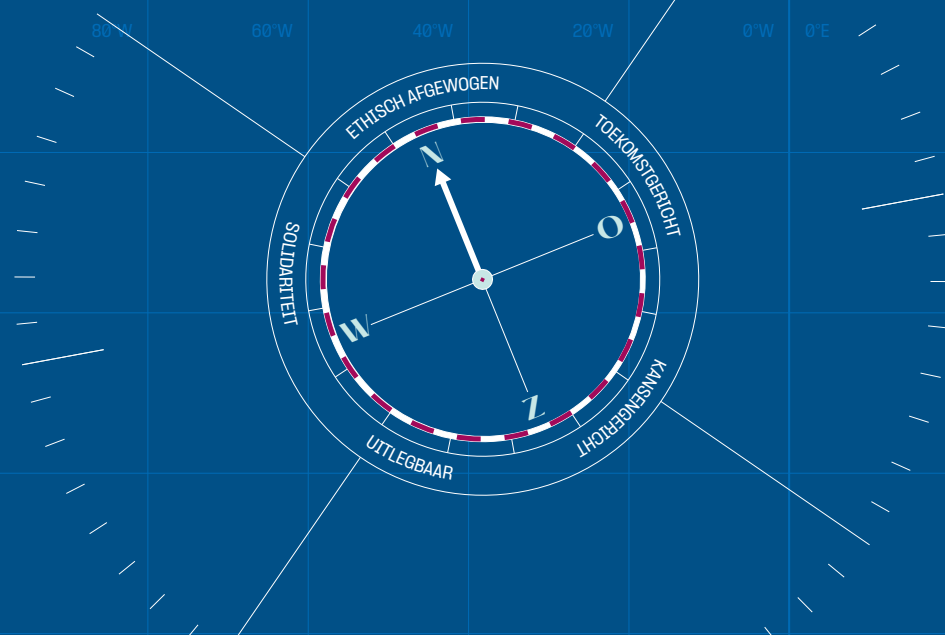 80°W
60°W
40°W
20°W
0°W
0°E
ETHISCH AFGEWOGEN
TOEKOMSTGERICHT
N
O
SOLIDARITEIT
W
KANSENGERICHT
Z
UITLEGBAAR